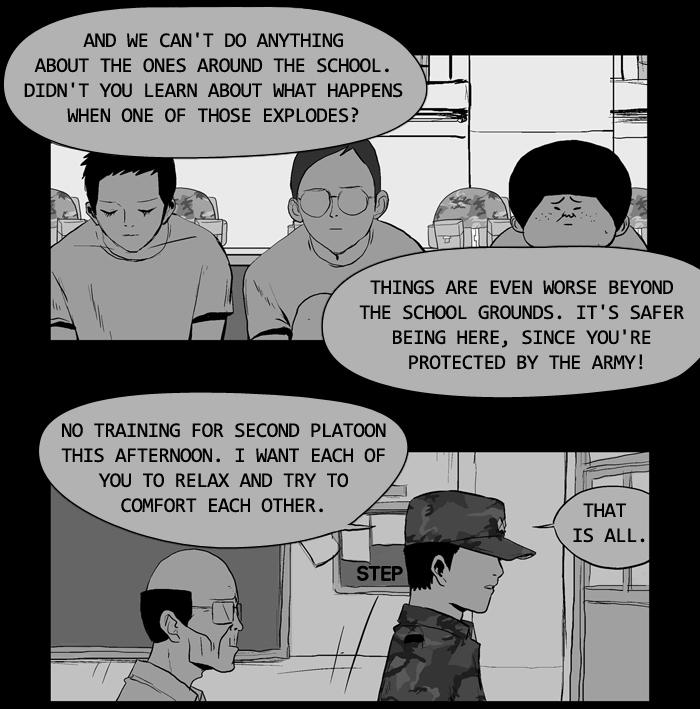 AND WE CAN'T DO ANYTHING
ABOUT THE ONES AROUND THE SCHOOL.
DIDN'T YOU LEARN ABOUT WHAT HAPPENS
WHEN ONE OF THOSE EXPLODES?
THINGS ARE EVEN WORSE BEYOND
THE SCHOOL GROUNDS. IT'S SAFER
BEING HERE, SINCE YOU'RE
PROTECTED BY THE ARMY!
NO TRAINING FOR SECOND PLATOON
THIS AFTERNOON. I WANT EACH OF
YOU TO RELAX AND TRY TO
COMFORT EACH OTHER.
THAT
IS ALL.
STEP